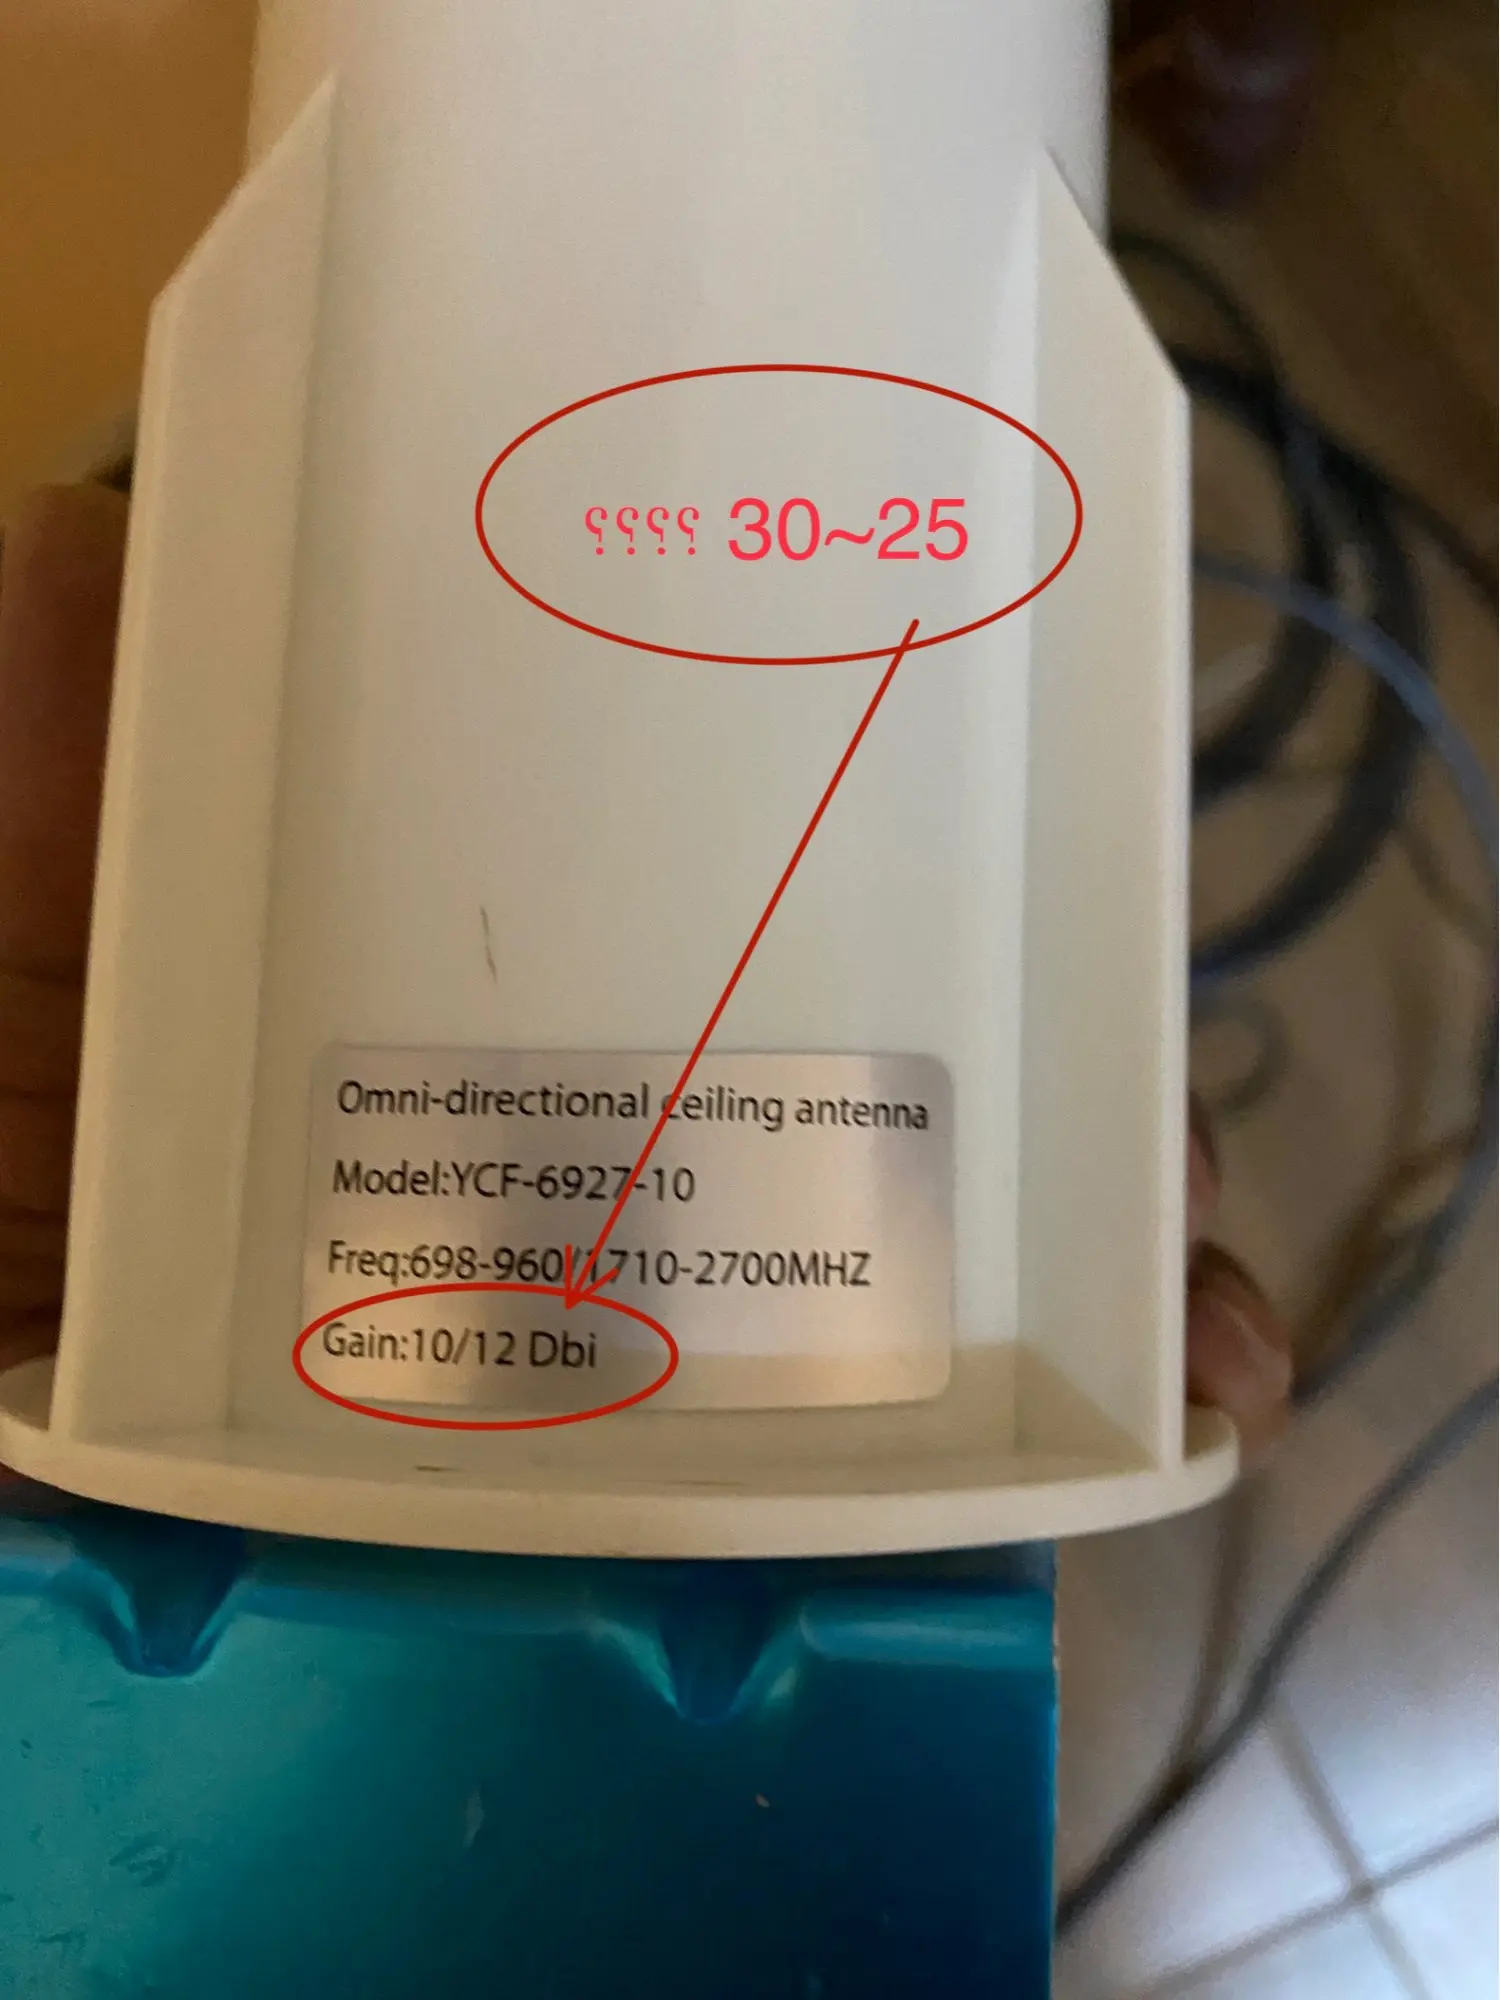 ؟؟؟؟ 30~25
Omni-directional ceiling antenna
Model:YCF-6927-10
Freq:698-960/1710-2700MHZ
Gain:10/12 Dbi